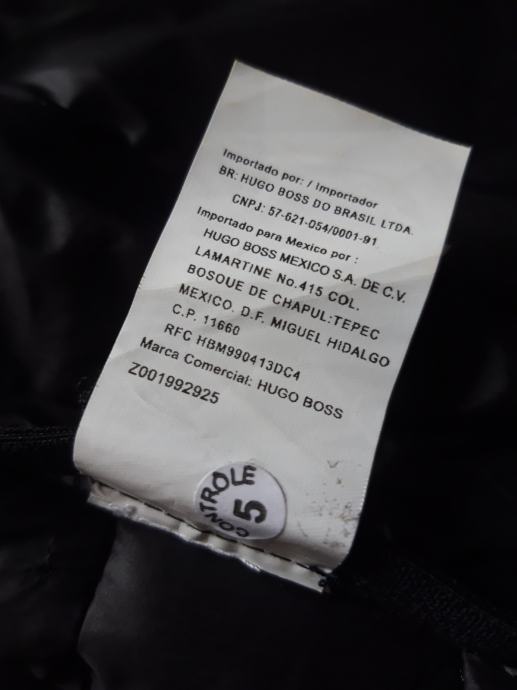 Importado por: / Importador
BR: HUGO BOSS DO BRASIL LTDA.
CNPJ: 57-621-054/0001-91
Importado para Mexico por :
HUGO BOSS MEXICO S.A. DE C.V.
LAMARTINE No.415 COL.
BOSQUE DE CHAPUL:TEPEC
MEXICO, D.F. MIGUEL HIDALGO
C.P. 11660
RFC HBM990413DC4
Marca Comercial: HUGO BOSS
Z001992925
CONTROLE
5